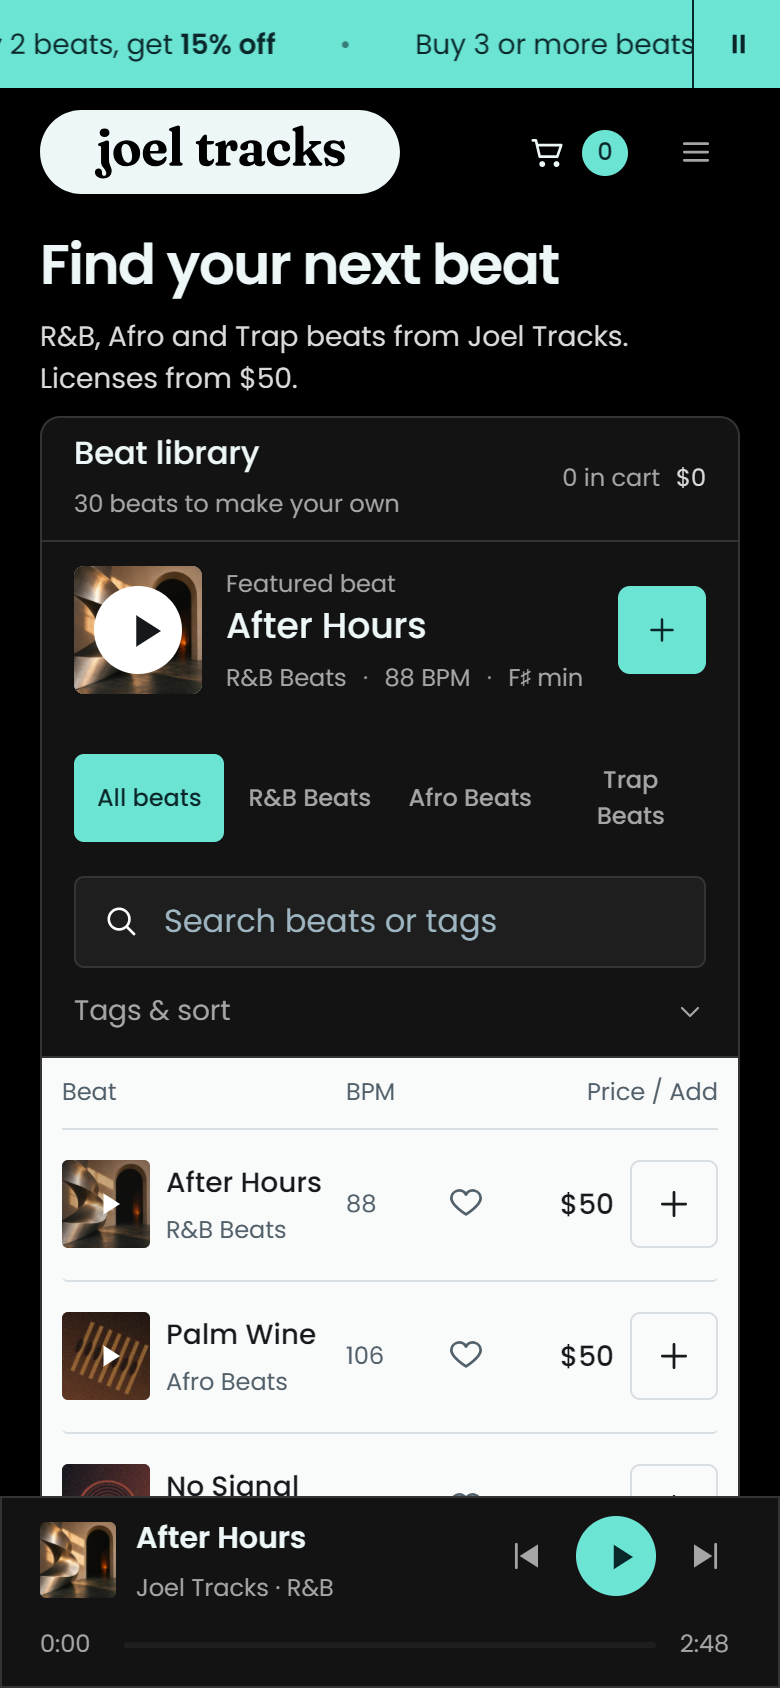 2 beats, get 15% off • Buy 3 or more beats
joel tracks
0
Find your next beat
R&B, Afro and Trap beats from Joel Tracks.
Licenses from $50.
Beat library
30 beats to make your own
0 in cart $0
Featured beat
After Hours
R&B Beats · 88 BPM · F♯ min
All beats
R&B Beats
Afro Beats
Trap
Beats
Search beats or tags
Tags & sort
Beat BPM Price / Add
After Hours
R&B Beats
88
$50
Palm Wine
Afro Beats
106
$50
No Signal
After Hours
Joel Tracks · R&B
0:00
2:48